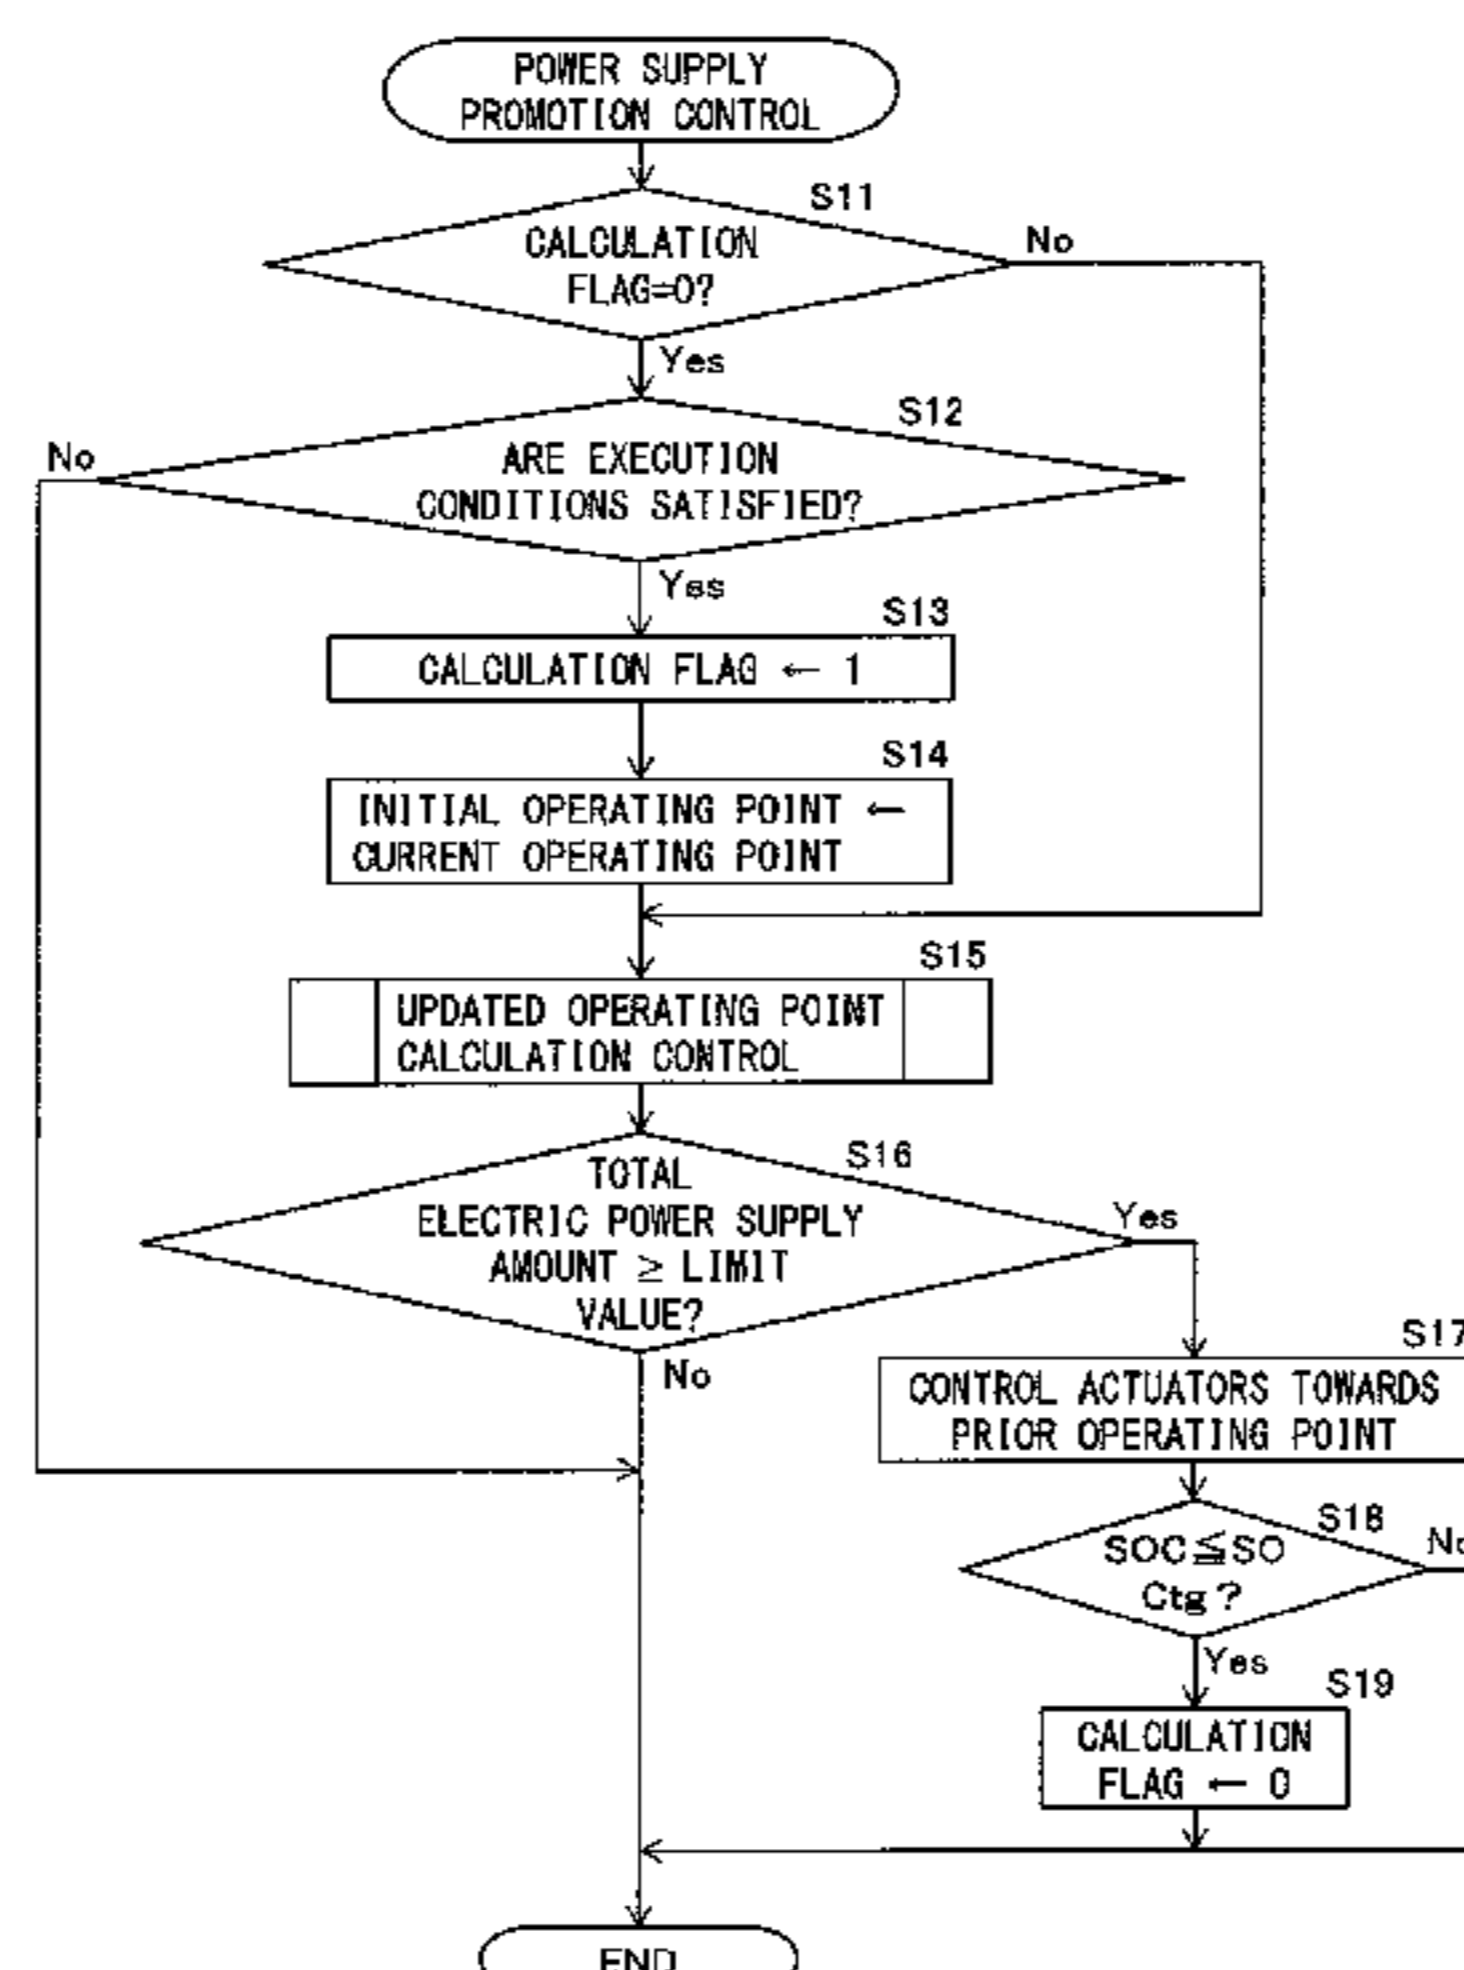 POWER SUPPLY
PROMOTION CONTROL
S11
CALCULATION
FLAG=0?
No
Yes
S12
No
ARE EXECUTION
CONDITIONS SATISFIED?
Yes
S13
CALCULATION FLAG ← 1
S14
INITIAL OPERATING POINT ←
CURRENT OPERATING POINT
S15
UPDATED OPERATING POINT
CALCULATION CONTROL
S16
TOTAL
ELECTRIC POWER SUPPLY
AMOUNT ≥ LIMIT
VALUE?
Yes
No
S17
CONTROL ACTUATORS TOWARDS
PRIOR OPERATING POINT
S18
SOC≦SO
Ctg?
No
Yes
S19
CALCULATION
FLAG ← 0
END